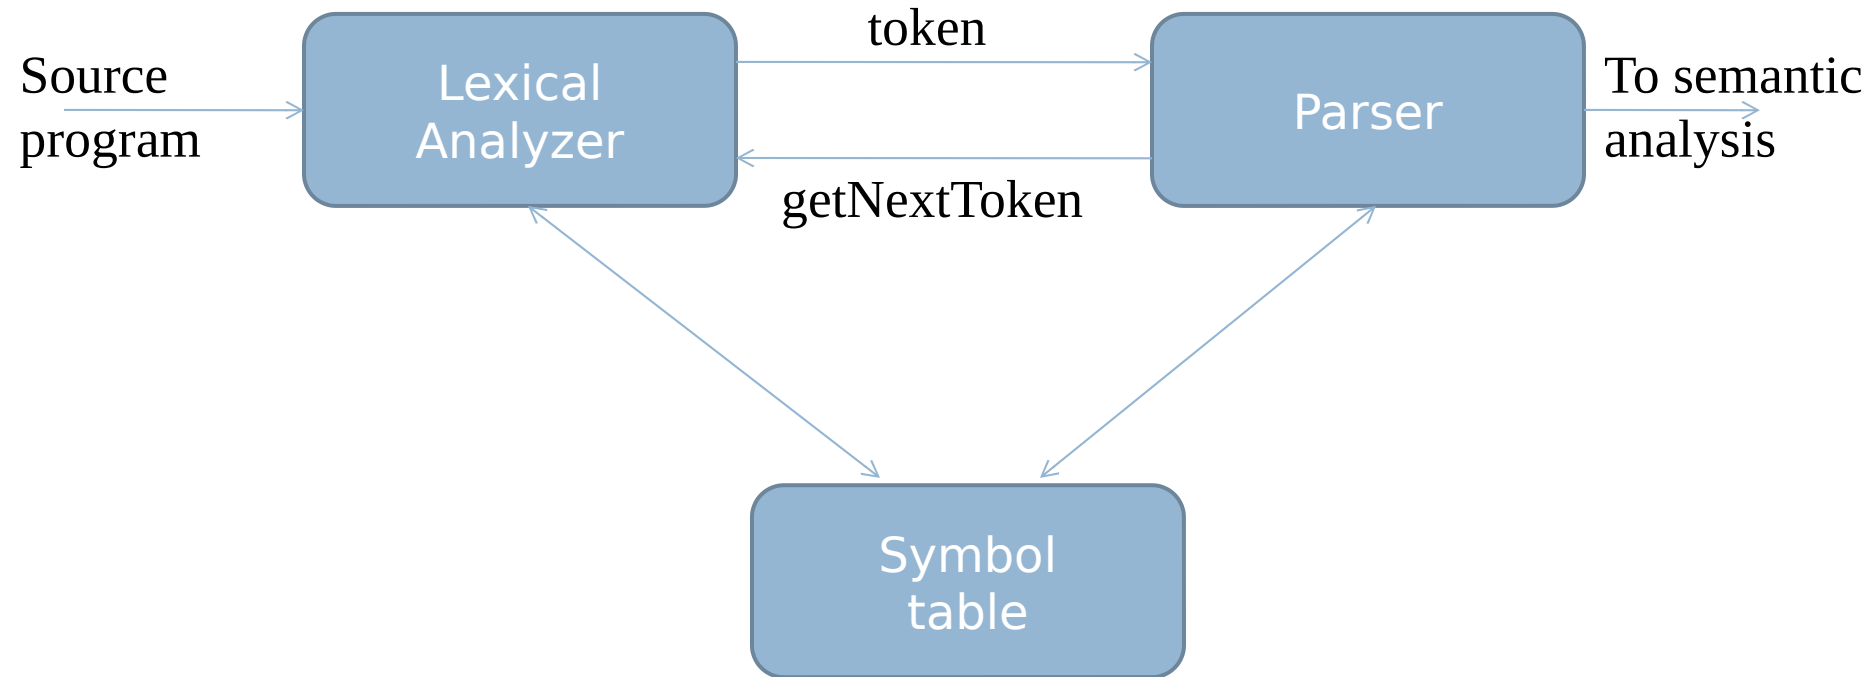 Source
program
Lexical
Analyzer
token
getNextToken
Parser
To semantic
analysis
Symbol
table